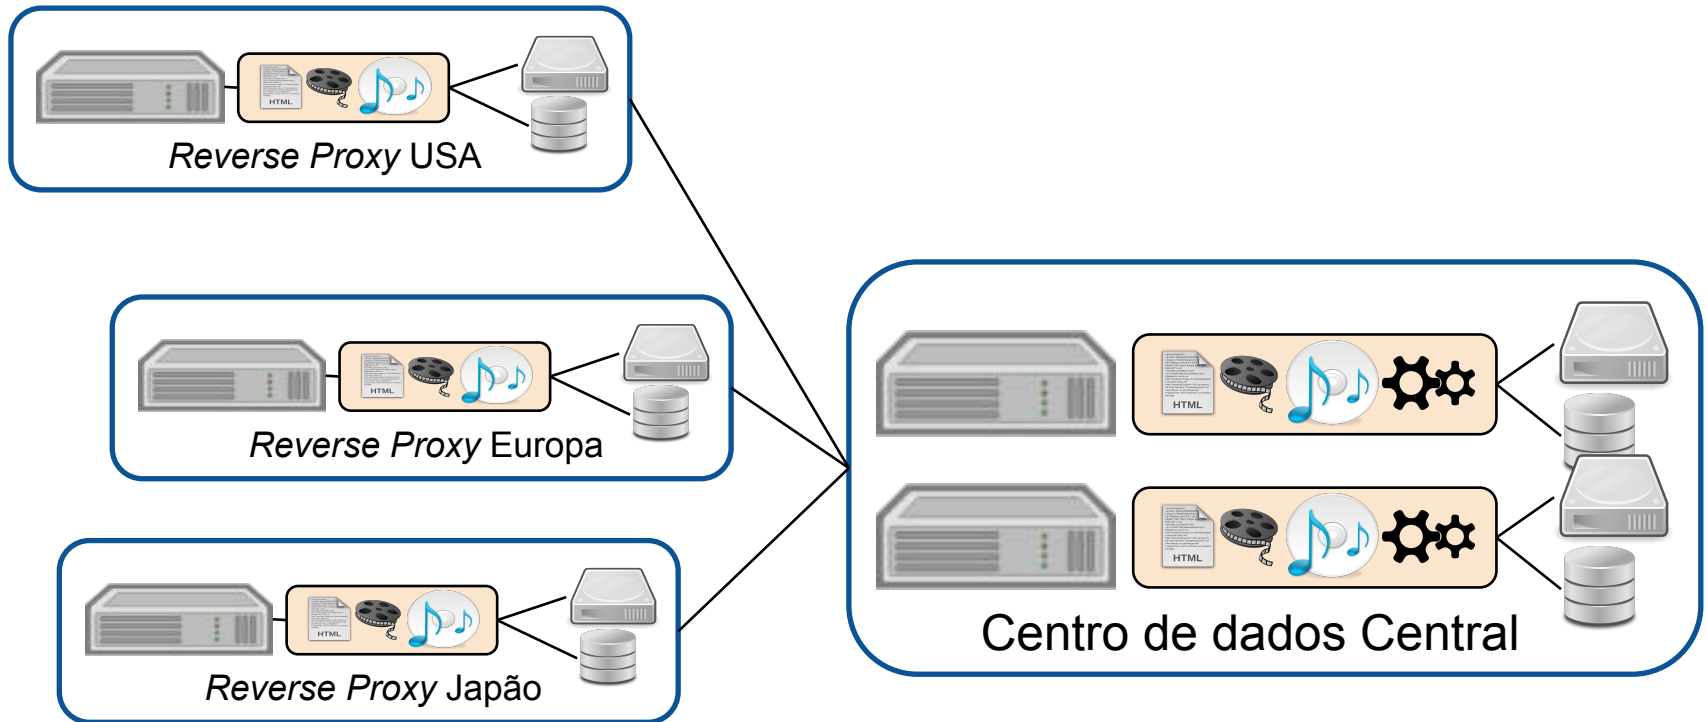 HTML
Reverse Proxy USA
HTML
Reverse Proxy Europa
HTML
Reverse Proxy Japão
HTML
HTML
Centro de dados Central